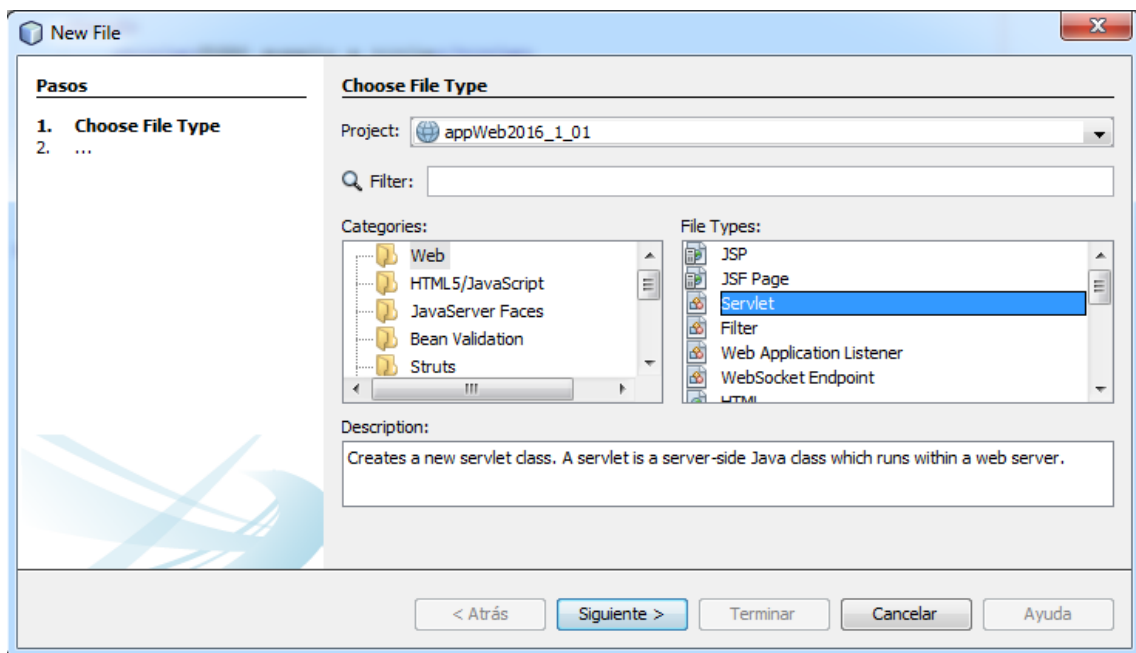 New File
Pasos
1. Choose File Type
2. ...
Choose File Type
Project: appWeb2016_1_01
Filter:
Categories:
Web
HTML5/JavaScript
JavaServer Faces
Bean Validation
Struts
File Types:
JSP
JSF Page
Servlet
Filter
Web Application Listener
WebSocket Endpoint
HTML
Description:
Creates a new servlet class. A servlet is a server-side Java class which runs within a web server.
< Atrás Siguiente > Terminar Cancelar Ayuda